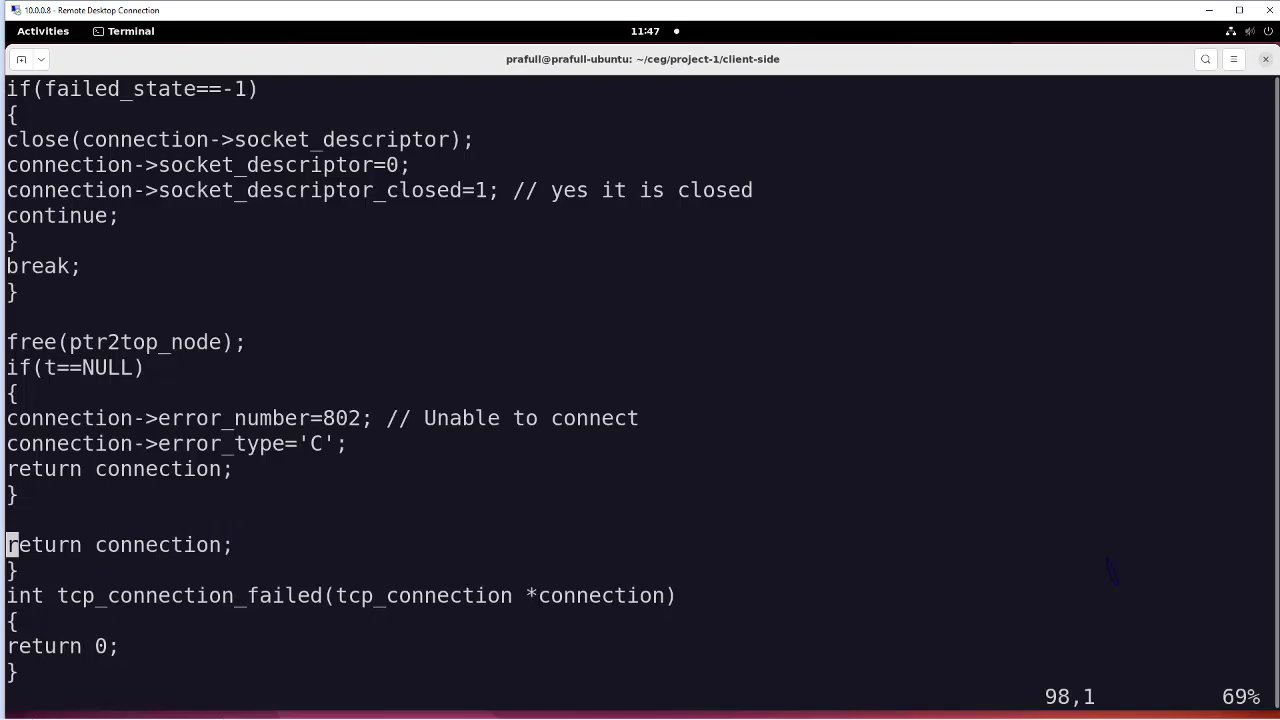 10.0.0.8 - Remote Desktop Connection
Activities Terminal 11:47
prafull@prafull-ubuntu: ~/ceg/project-1/client-side
if(failed_state==-1)
{
close(connection->socket_descriptor);
connection->socket_descriptor=0;
connection->socket_descriptor_closed=1; // yes it is closed
continue;
}
break;
}
free(ptr2top_node);
if(t==NULL)
{
connection->error_number=802; // Unable to connect
connection->error_type='C';
return connection;
}
return connection;
}
int tcp_connection_failed(tcp_connection *connection)
{
return 0;
}
98,1 69%